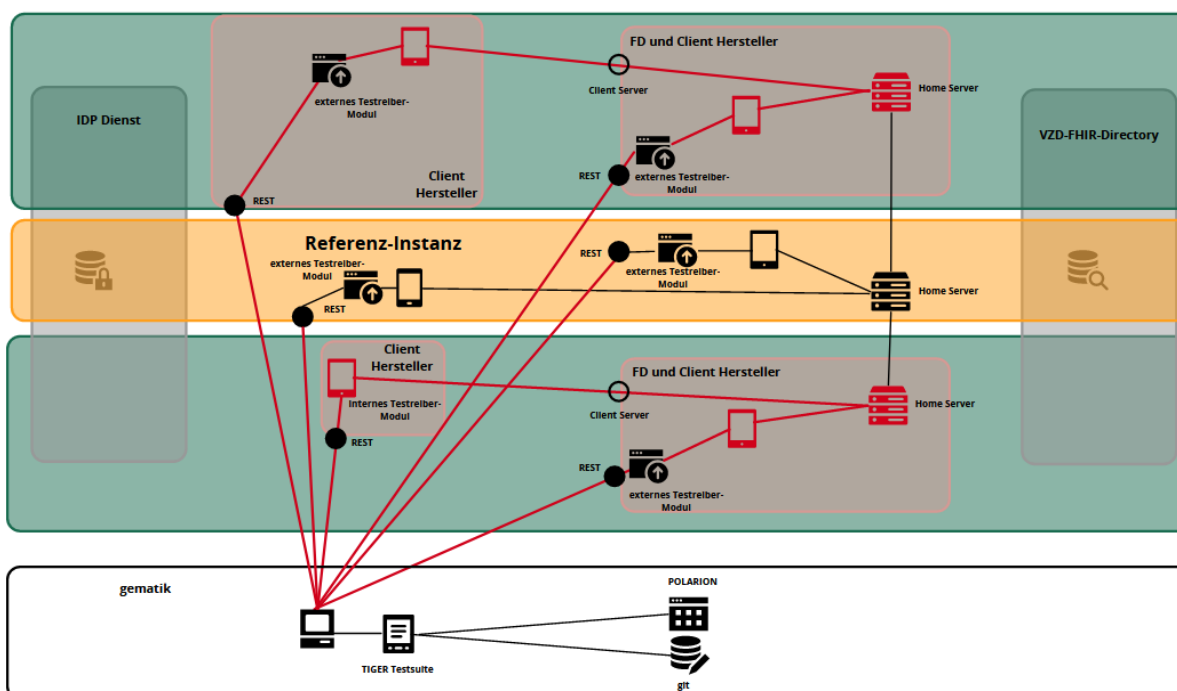 FD und Client Hersteller
Client Server
Home Server
externes Testreiber-
Modul
IDP Dienst
VZD-FHIR-Directory
REST
externes Testreiber-
Modul
Client
Hersteller
REST
Referenz-Instanz
REST
externes Testreiber-
Modul
externes Testreiber-
Modul
Home Server
REST
Client
Hersteller
FD und Client Hersteller
Internes Testreiber-
Modul
Client Server
Home Server
REST
REST
externes Testreiber-
Modul
gematik
POLARION
TIGER Testsuite
git